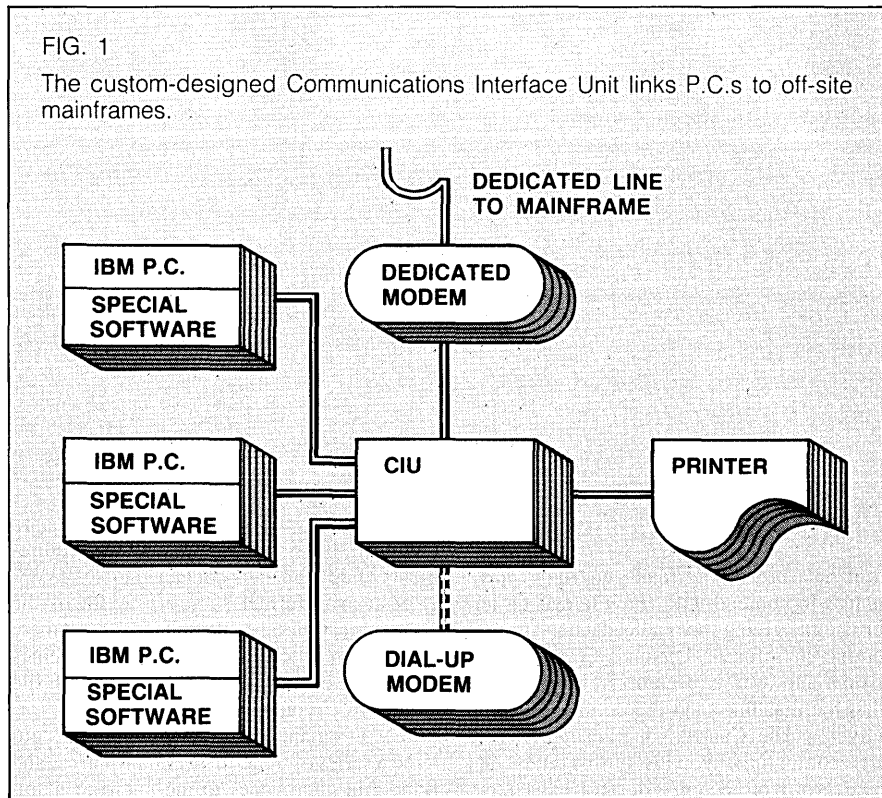 FIG. 1
The custom-designed Communications Interface Unit links P.C.s to off-site
mainframes.
DEDICATED LINE
TO MAINFRAME
IBM P.C.
SPECIAL
SOFTWARE
DEDICATED
MODEM
IBM P.C.
SPECIAL
SOFTWARE
CIU
PRINTER
IBM P.C.
SPECIAL
SOFTWARE
DIAL-UP
MODEM